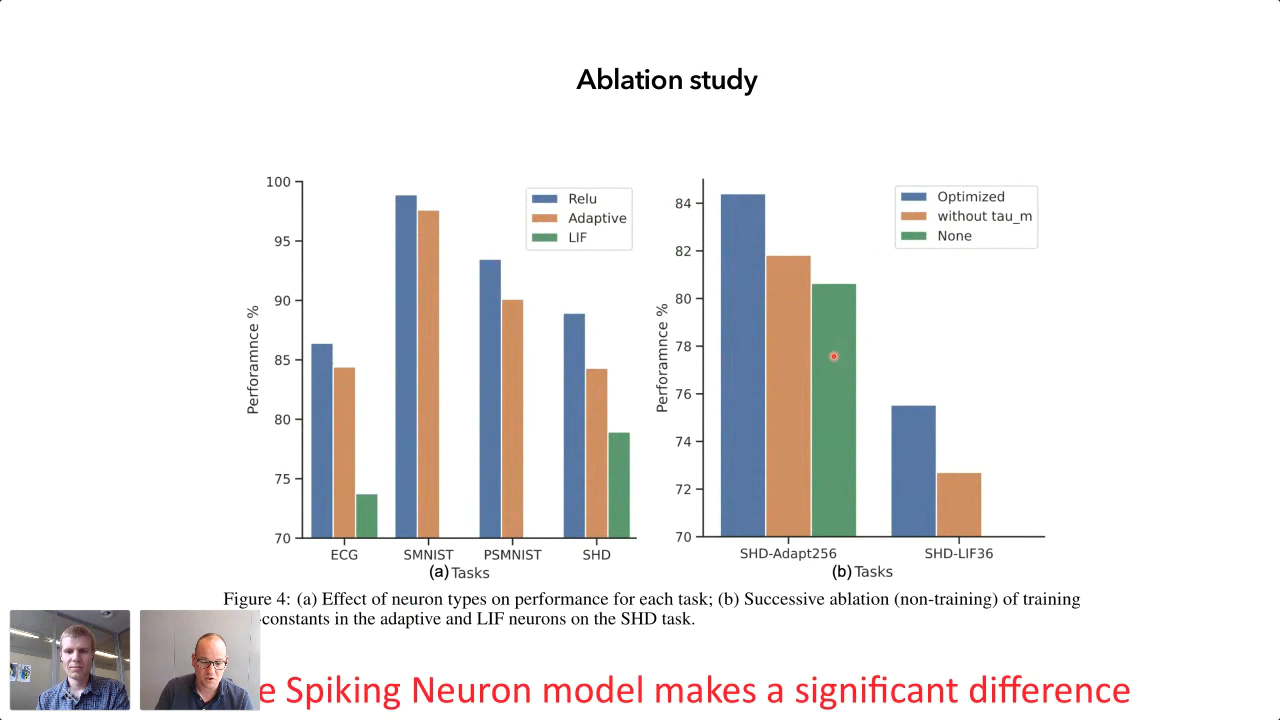 Ablation study
100
95
90
85
80
75
70
Perforamnce %
Relu
Adaptive
LIF
ECG
SMNIST
PSMNIST
SHD
(a) Tasks
84
82
80
78
76
74
72
70
Perforamnce %
Optimized
without tau_m
None
SHD-Adapt256
SHD-LIF36
(b) Tasks
Figure 4: (a) Effect of neuron types on performance for each task; (b) Successive ablation (non-training) of training
-constants in the adaptive and LIF neurons on the SHD task.
e Spiking Neuron model makes a significant difference